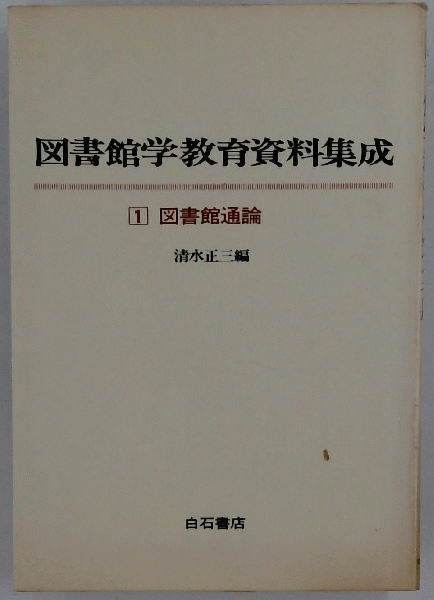 図書館学教育資料集成
1 図書館通論
清水正三編
白石書店